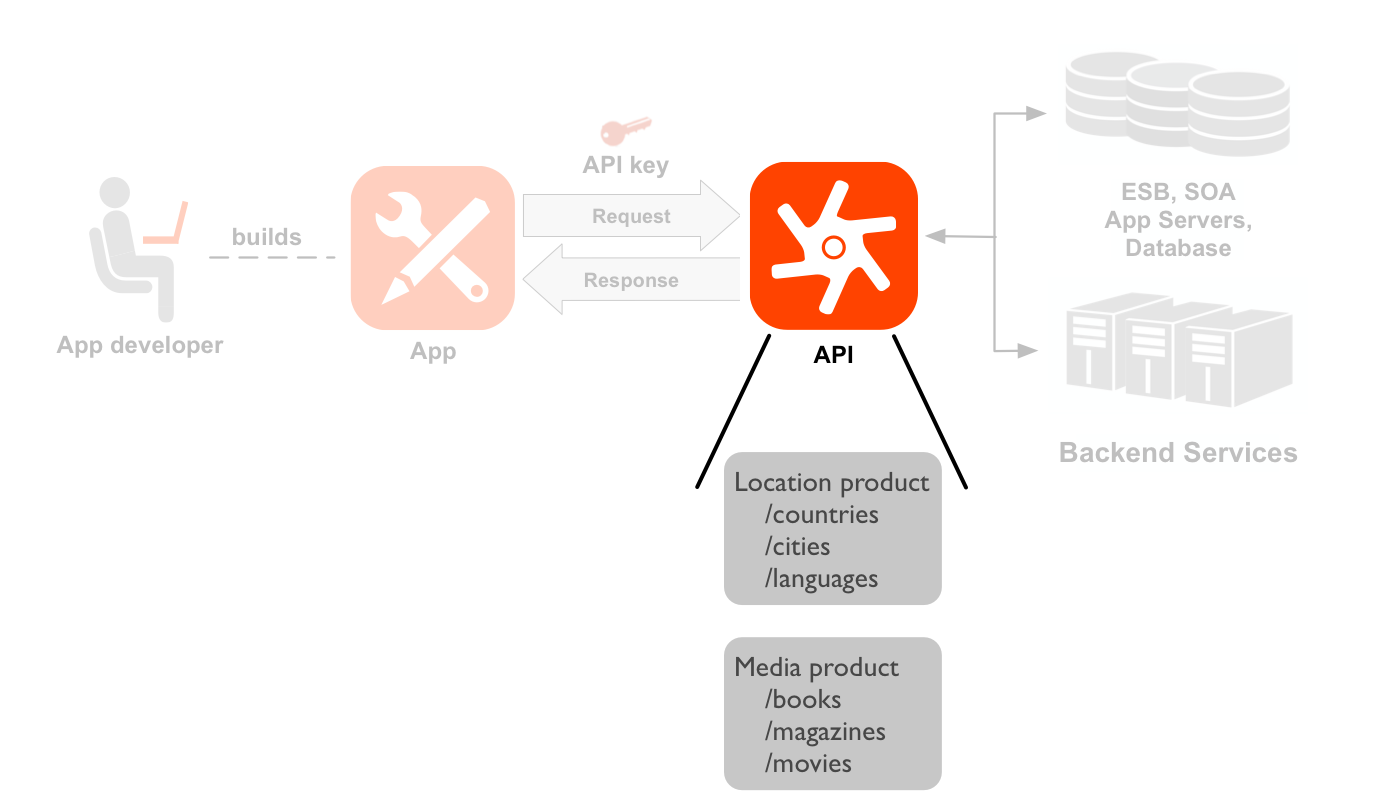 API key
Request
builds
Response
App developer
App
API
ESB, SOA
App Servers,
Database
Backend Services
Location product
/countries
/cities
/languages
Media product
/books
/magazines
/movies